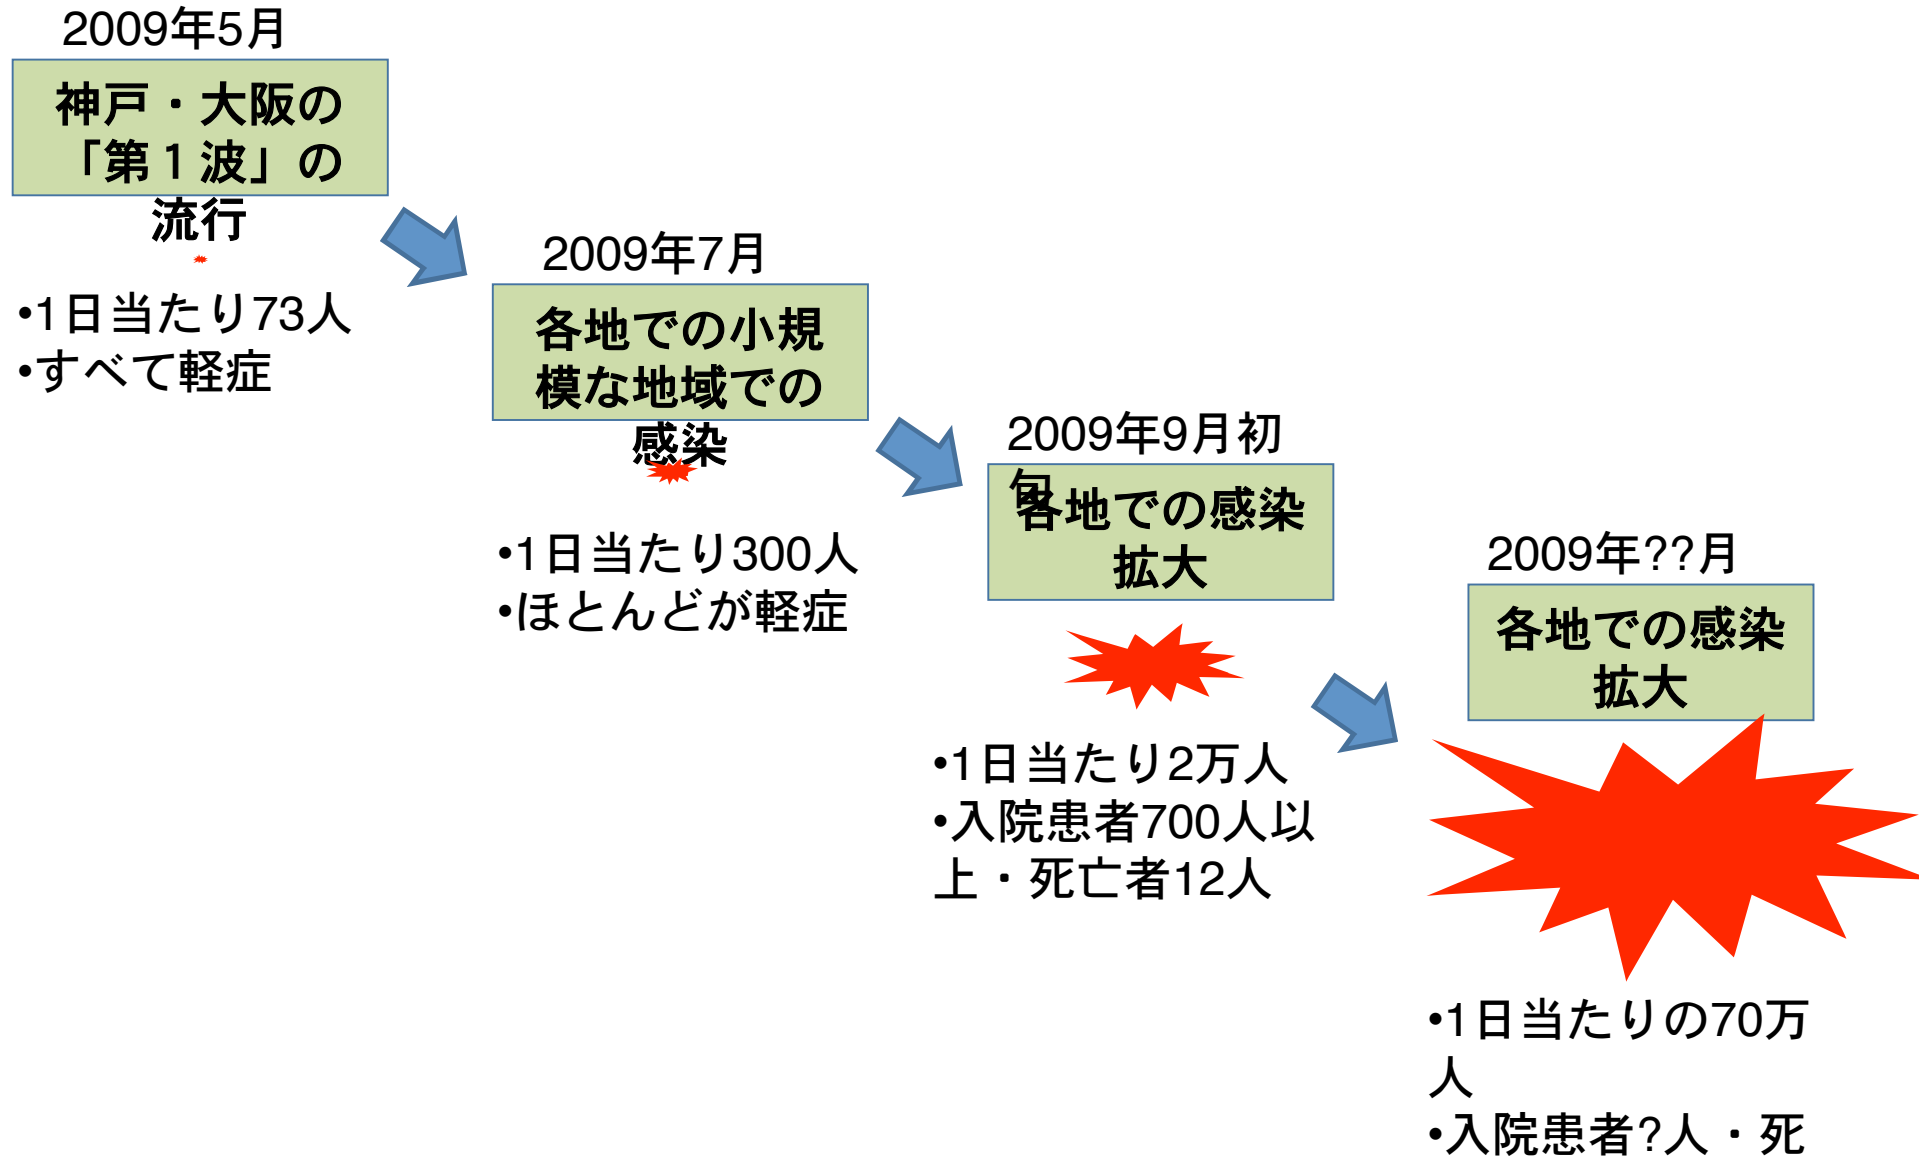 2009年5月
神戸・大阪の
「第１波」の
流行
•1日当たり73人
•すべて軽症
2009年7月
各地での小規
模な地域での
感染
•1日当たり300人
•ほとんどが軽症
2009年9月初
旬
各地での感染
拡大
•1日当たり2万人
•入院患者700人以
上・死亡者12人
2009年??月
各地での感染
拡大
•1日当たりの70万
人
•入院患者?人・死